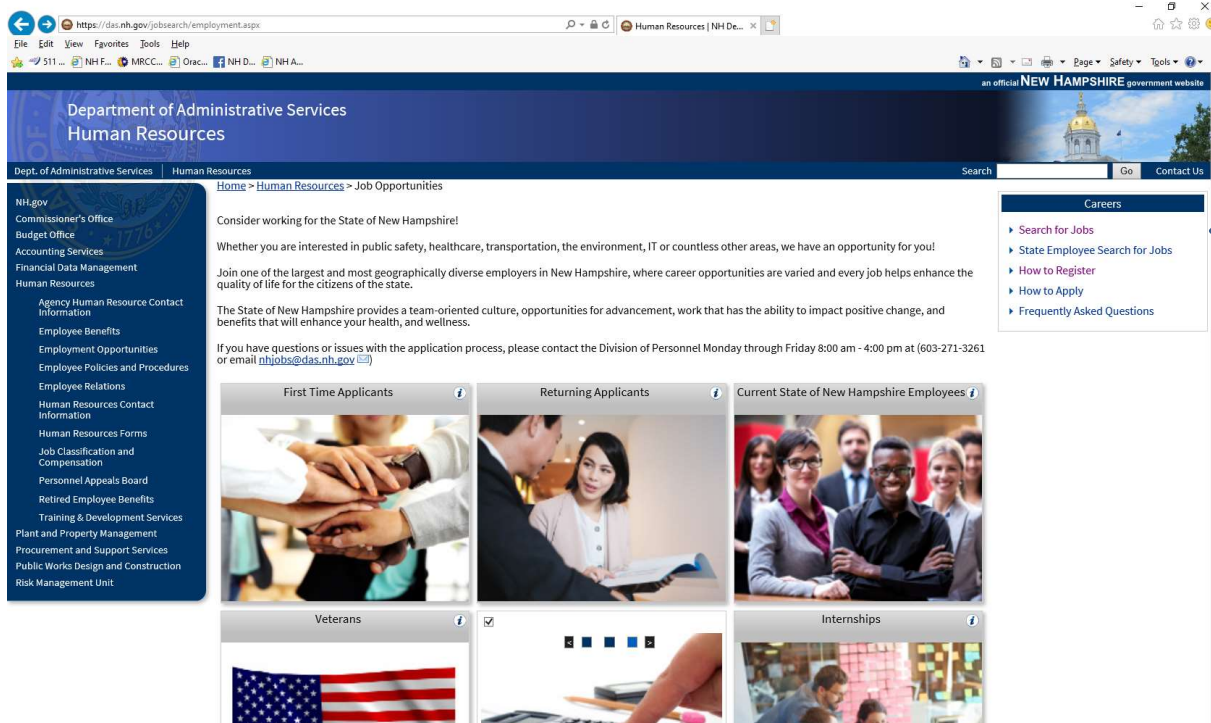 https://das.nh.gov/jobsearch/employment.aspx
Human Resources | NH De...
File Edit View Favorites Tools Help
511 ... NH F... MRCC... Orac... NH D... NH A...
Page Safety Tools
an official NEW HAMPSHIRE government website
Department of Administrative Services
Human Resources
Dept. of Administrative Services Human Resources
Search Go Contact Us
NH.gov
Commissioner's Office
Budget Office
Accounting Services
Financial Data Management
Human Resources
Agency Human Resource Contact
Information
Employee Benefits
Employment Opportunities
Employee Policies and Procedures
Employee Relations
Human Resources Contact
Information
Human Resources Forms
Job Classification and
Compensation
Personnel Appeals Board
Retired Employee Benefits
Training & Development Services
Plant and Property Management
Procurement and Support Services
Public Works Design and Construction
Risk Management Unit
1776
Home > Human Resources > Job Opportunities
Consider working for the State of New Hampshire!
Whether you are interested in public safety, healthcare, transportation, the environment, IT or countless other areas, we have an opportunity for you!
Join one of the largest and most geographically diverse employers in New Hampshire, where career opportunities are varied and every job helps enhance the
quality of life for the citizens of the state.
The State of New Hampshire provides a team-oriented culture, opportunities for advancement, work that has the ability to impact positive change, and
benefits that will enhance your health, and wellness.
If you have questions or issues with the application process, please contact the Division of Personnel Monday through Friday 8:00 am - 4:00 pm at (603-271-3261
or email nhjobs@das.nh.gov)
First Time Applicants
Returning Applicants
Current State of New Hampshire Employees
Veterans
Internships
Careers
Search for Jobs
State Employee Search for Jobs
How to Register
How to Apply
Frequently Asked Questions